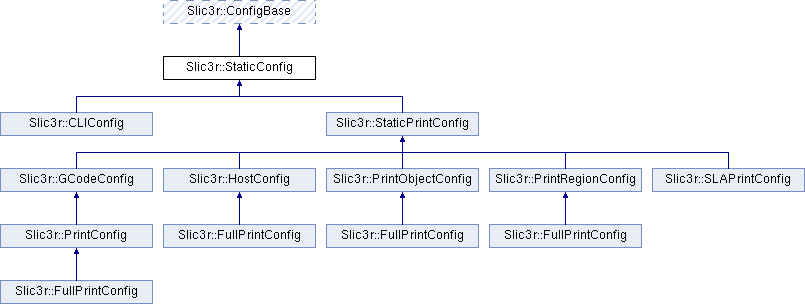 Slic3r::ConfigBase
Slic3r::StaticConfig
Slic3r::CLIConfig
Slic3r::StaticPrintConfig
Slic3r::GCodeConfig
Slic3r::HostConfig
Slic3r::PrintObjectConfig
Slic3r::PrintRegionConfig
Slic3r::SLAPrintConfig
Slic3r::PrintConfig
Slic3r::FullPrintConfig
Slic3r::FullPrintConfig
Slic3r::FullPrintConfig
Slic3r::FullPrintConfig